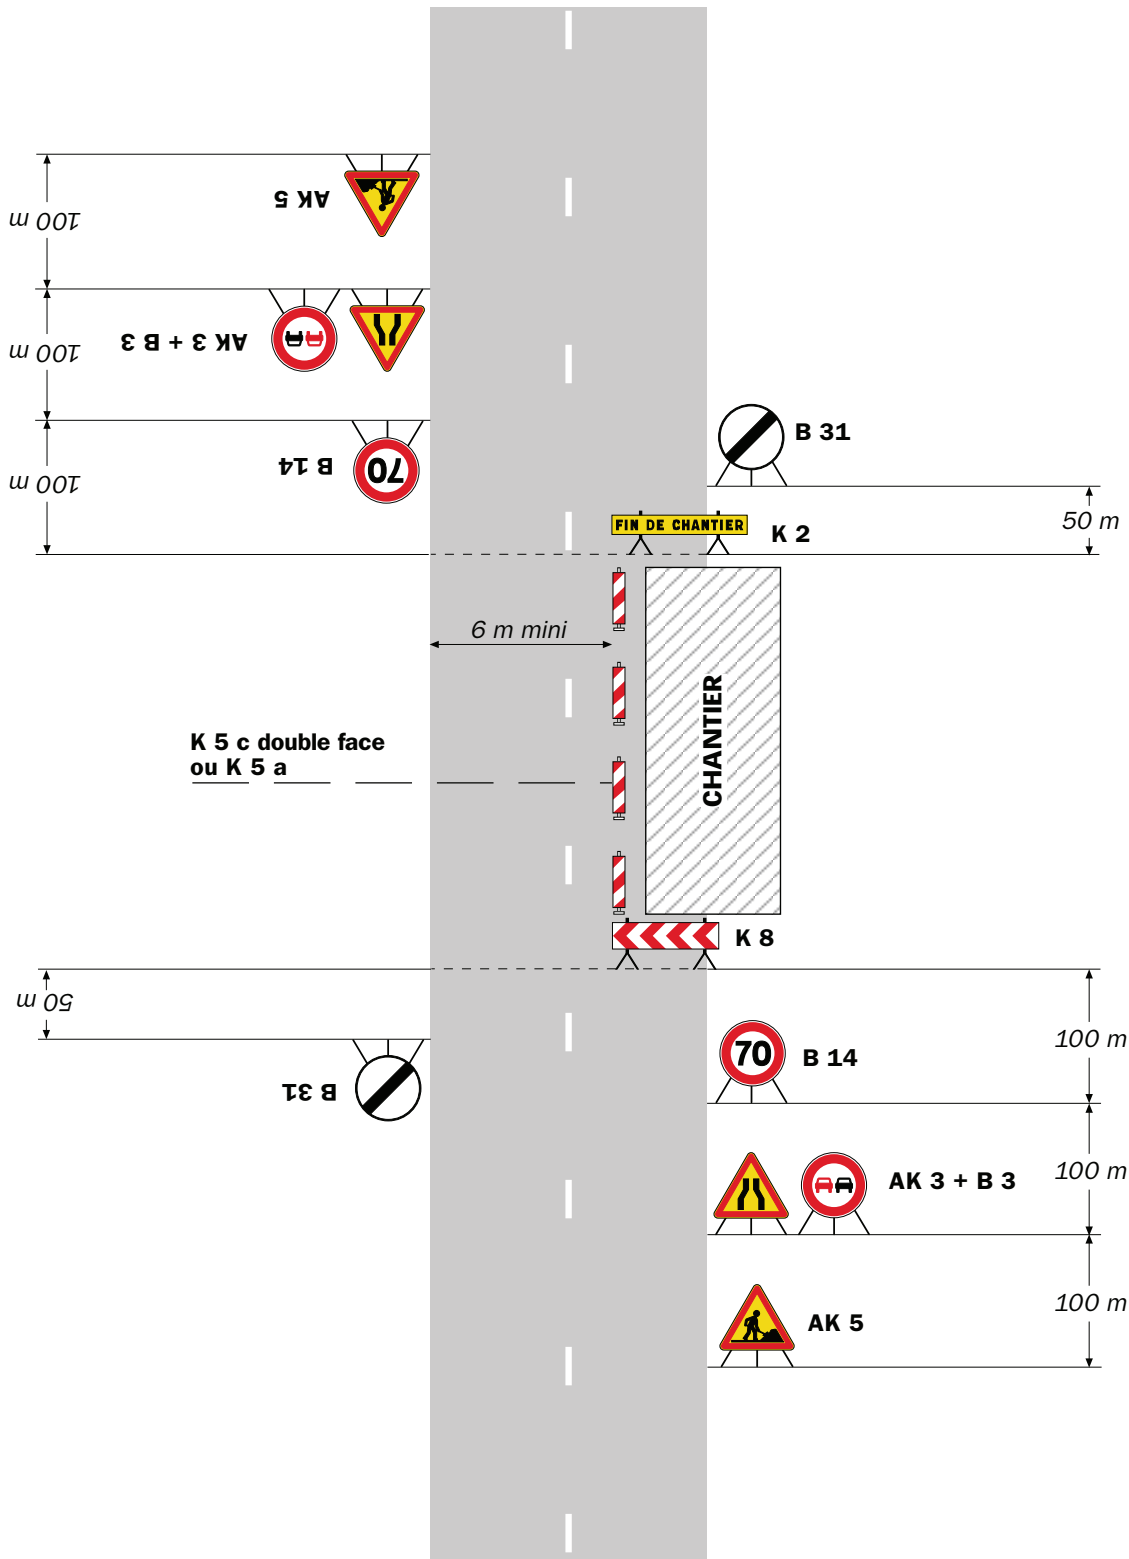 AK 5
100 m
AK 3 + B 3
100 m
70
B 14
100 m
B 31
50 m
FIN DE CHANTIER
K 2
6 m mini
CHANTIER
K 5 c double face
ou K 5 a
K 8
50 m
B 31
70
B 14
100 m
AK 3 + B 3
100 m
AK 5
100 m